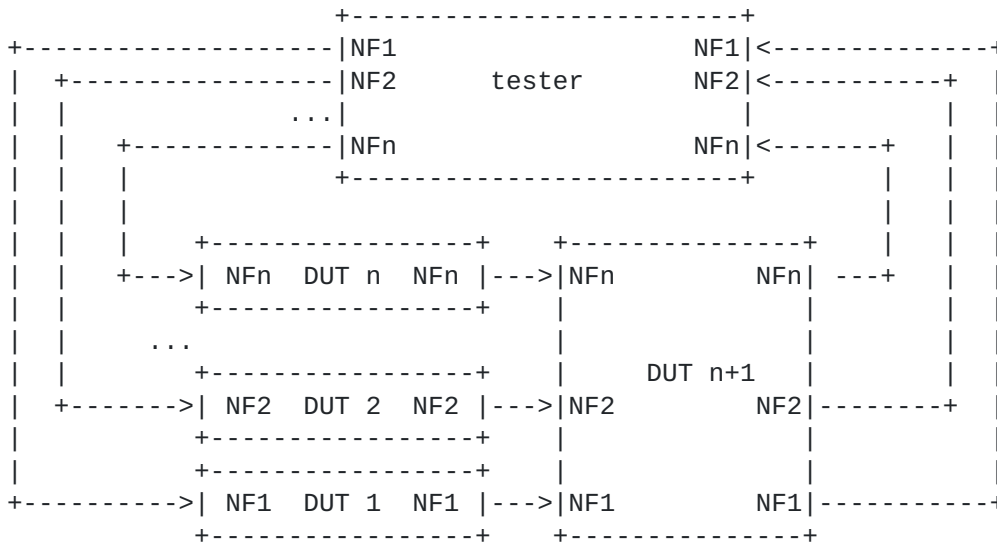 NF1 NF1
NF2 tester NF2
...
NFn NFn
NFn DUT n NFn NFn NFn
...
DUT n+1
NF2 DUT 2 NF2 NF2 NF2
NF1 DUT 1 NF1 NF1 NF1